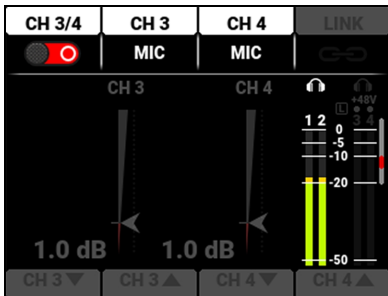 CH 3/4 CH 3 CH 4 LINK
MIC MIC
CH 3 CH 4
+48V
L
1 2 3 4
0
-5
-10
-20
1.0 dB 1.0 dB
-50
CH 3 CH 3 CH 4 CH 4